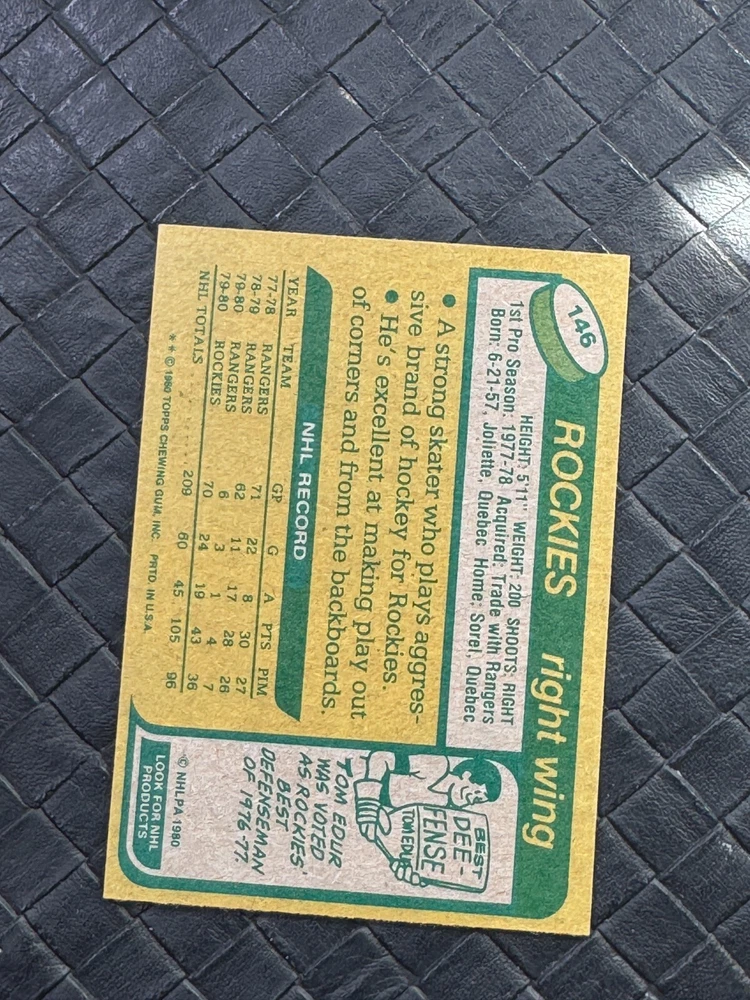 146
ROCKIES right wing
HEIGHT: 5'11" WEIGHT: 200 SHOOTS: RIGHT
1st Pro Season: 1977-78 Acquired: Trade with Rangers
Born: 6-21-57, Joliette, Quebec Home: Sorel, Quebec
● A strong skater who plays aggres-
sive brand of hockey for Rockies.
● He's excellent at making play out
of corners and from the backboards.
NHL RECORD
YEAR TEAM GP G A PTS PIM
77-78 RANGERS 71 22 8 30 27
78-79 RANGERS 62 11 17 28 26
79-80 RANGERS 6 3 1 4 7
79-80 ROCKIES 70 24 19 43 36
NHL TOTALS ........ 209 60 45 105 96
* * © 1980 TOPPS CHEWING GUM, INC. PRTD. IN U.S.A.
BEST
DEE-
FENSE
TOM EDUR
TOM EDUR
WAS VOTED
AS ROCKIES'
BEST
DEFENSEMAN
OF 1976-77.
© NHLPA 1980
LOOK FOR NHL
PRODUCTS